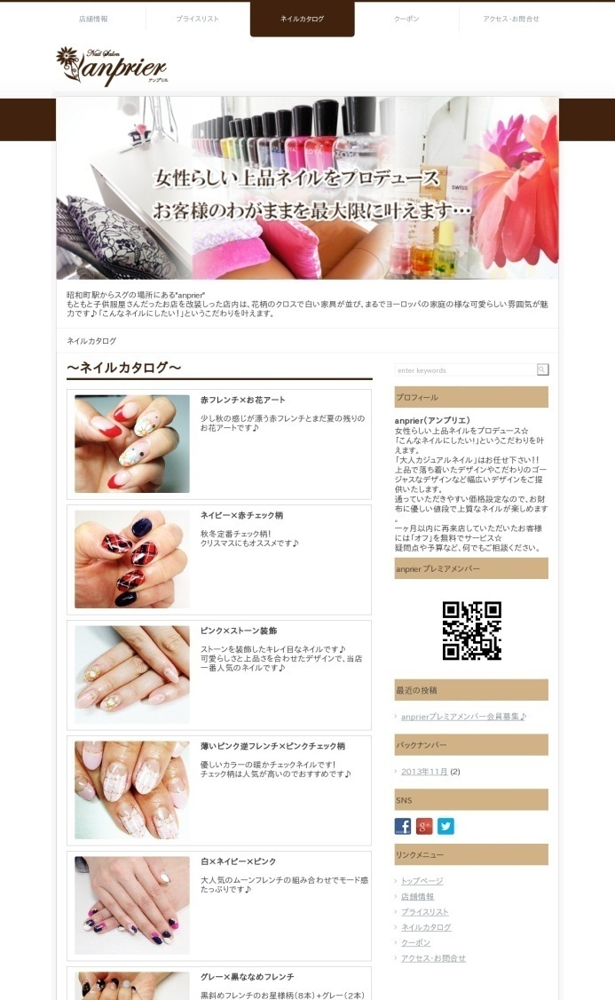 店舗情報
プライスリスト
ネイルカタログ
クーポン
アクセス・お問合せ
Nail Salon
anprier
アンプリエ
女性らしい上品ネイルをプロデュース
お客様のわがままを最大限に叶えます…
ZOYA
ZOYA
SWISS
昭和町駅からスグの場所にある"anprier"
もともと子供服屋さんだったお店を改装しった店内は、花柄のクロスで白い家具が並び、まるでヨーロッパの家庭の様な可愛らしい雰囲気が魅
力です♪「こんなネイルにしたい！」というこだわりを叶えます。
ネイルカタログ
～ネイルカタログ～
赤フレンチ×お花アート
少し秋の感じが漂う赤フレンチとまだ夏の残りの
お花アートです♪
ネイビー×赤チェック柄
秋冬定番チェック柄！
クリスマスにもオススメです♪
ピンク×ストーン装飾
ストーンを装飾したキレイ目なネイルです♪
可愛らしさと上品さを合わせたデザインで、当店
一番人気のネイルです♪
薄いピンク逆フレンチ×ピンクチェック柄
優しいカラーの暖かチェックネイルです！
チェック柄は人気が高いのでおすすめです♪
白×ネイビー×ピンク
大人気のムーンフレンチの組み合わせでモード感
たっぷりです♪
グレー×黒ななめフレンチ
黒斜めフレンチのお星様柄（8本）＋グレー（2本）
enter keywords
プロフィール
anprier（アンプリエ）
女性らしい上品ネイルをプロデュース☆
「こんなネイルにしたい！」というこだわりを叶
えます。
「大人カジュアルネイル」はお任せ下さい！！
上品で落ち着いたデザインやこだわりのゴー
ジャスなデザインなど幅広いデザインをご提
供いたします。
通っていただきやすい価格設定なので、お財
布に優しい値段で上質なネイルが楽しめます
。
一ヶ月以内に再来店していただいたお客様
には「オフ」を無料でサービス☆
疑問点や予算など、何でもご相談ください。
anprier プレミアメンバー
最近の投稿
anprierプレミアメンバー会員募集♪
バックナンバー
2013年11月 (2)
SNS
リンクメニュー
トップページ
店舗情報
プライスリスト
ネイルカタログ
クーポン
アクセス・お問合せ